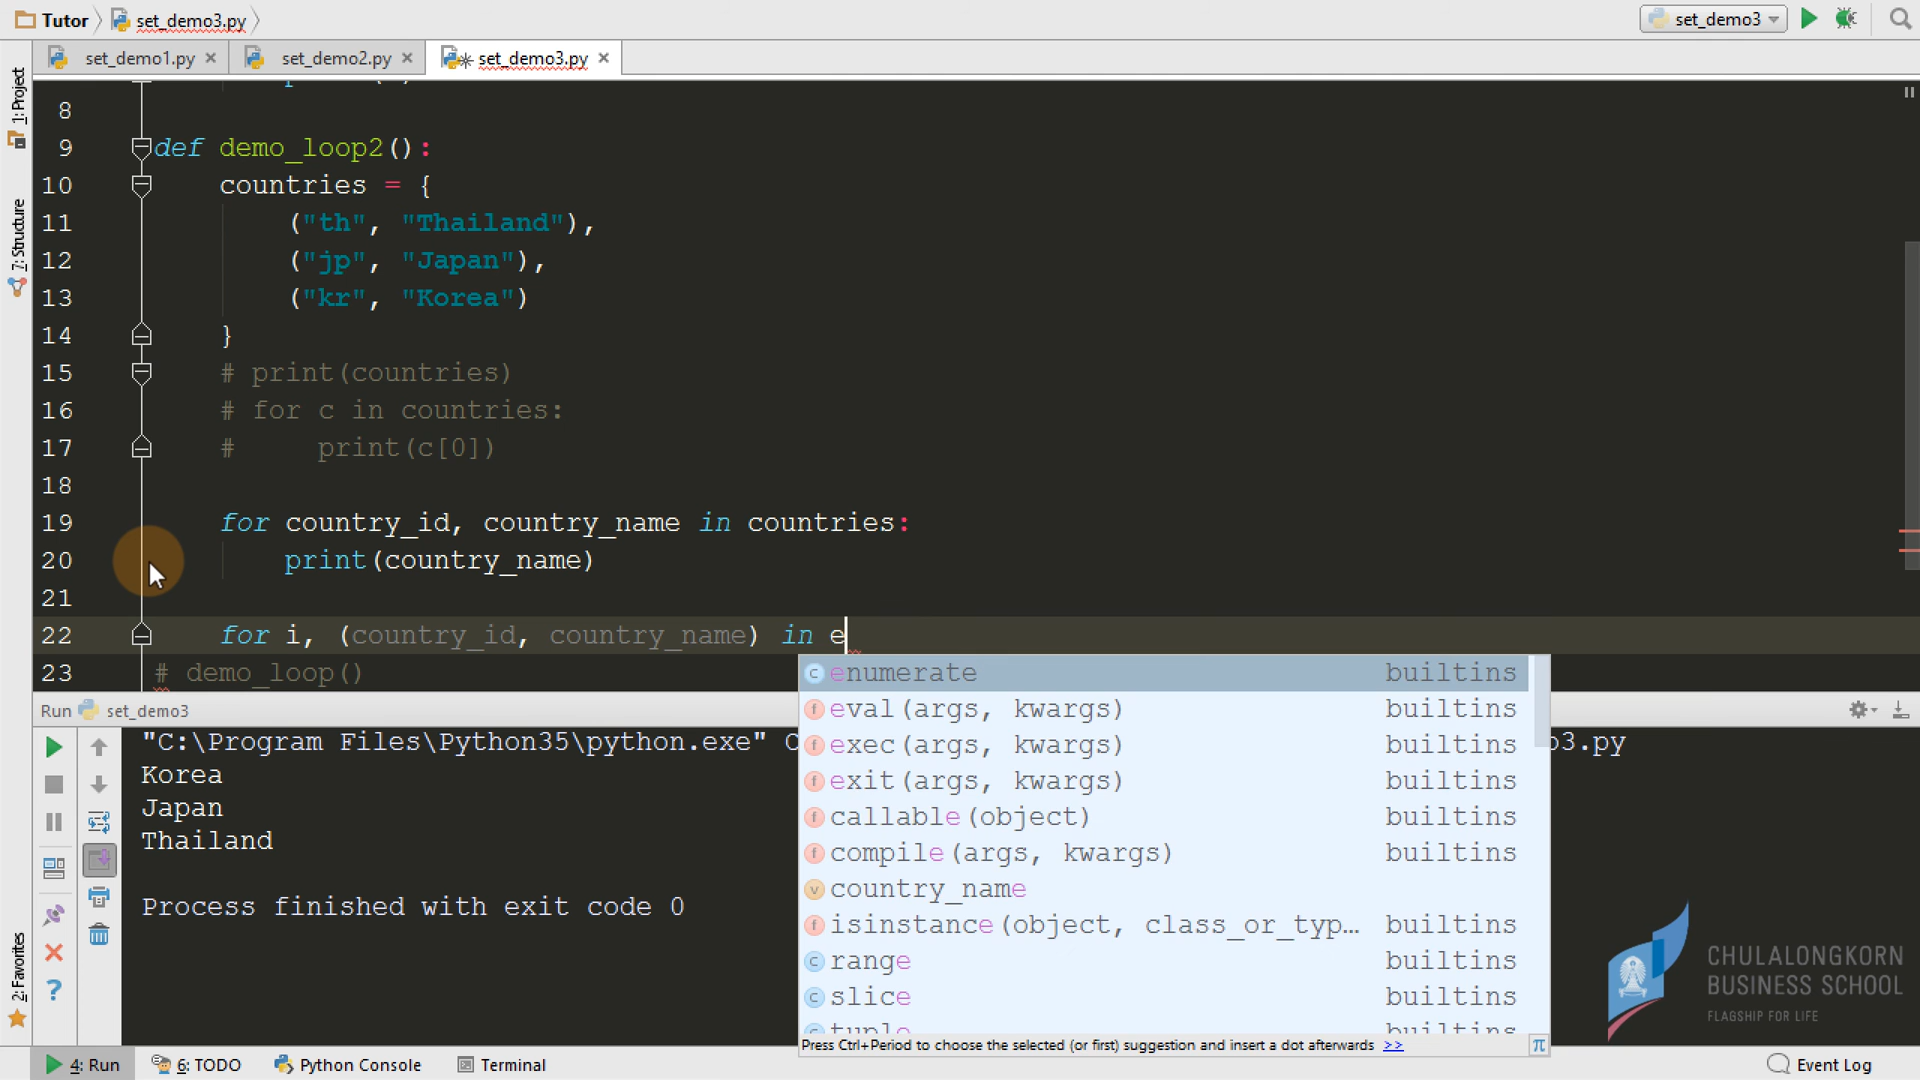 Tutor
set_demo3.py
set_demo3
set_demo1.py
set_demo2.py
set_demo3.py
1: Project
7: Structure
2: Favorites
8
9 def demo_loop2():
10 countries = {
11 ("th", "Thailand"),
12 ("jp", "Japan"),
13 ("kr", "Korea")
14 }
15 # print(countries)
16 # for c in countries:
17 # print(c[0])
18
19 for country_id, country_name in countries:
20 print(country_name)
21
22 for i, (country_id, country_name) in e
23 # demo_loop()
enumerate builtins
eval(args, kwargs) builtins
exec(args, kwargs) builtins
exit(args, kwargs) builtins
callable(object) builtins
compile(args, kwargs) builtins
country_name
isinstance(object, class_or_typ… builtins
range builtins
slice builtins
tuple builtins
Press Ctrl+Period to choose the selected (or first) suggestion and insert a dot afterwards >>
π
Run set_demo3
"C:\Program Files\Python35\python.exe" C
o3.py
Korea
Japan
Thailand
Process finished with exit code 0
CHULALONGKORN
BUSINESS SCHOOL
FLAGSHIP FOR LIFE
4: Run
6: TODO
Python Console
Terminal
Event Log